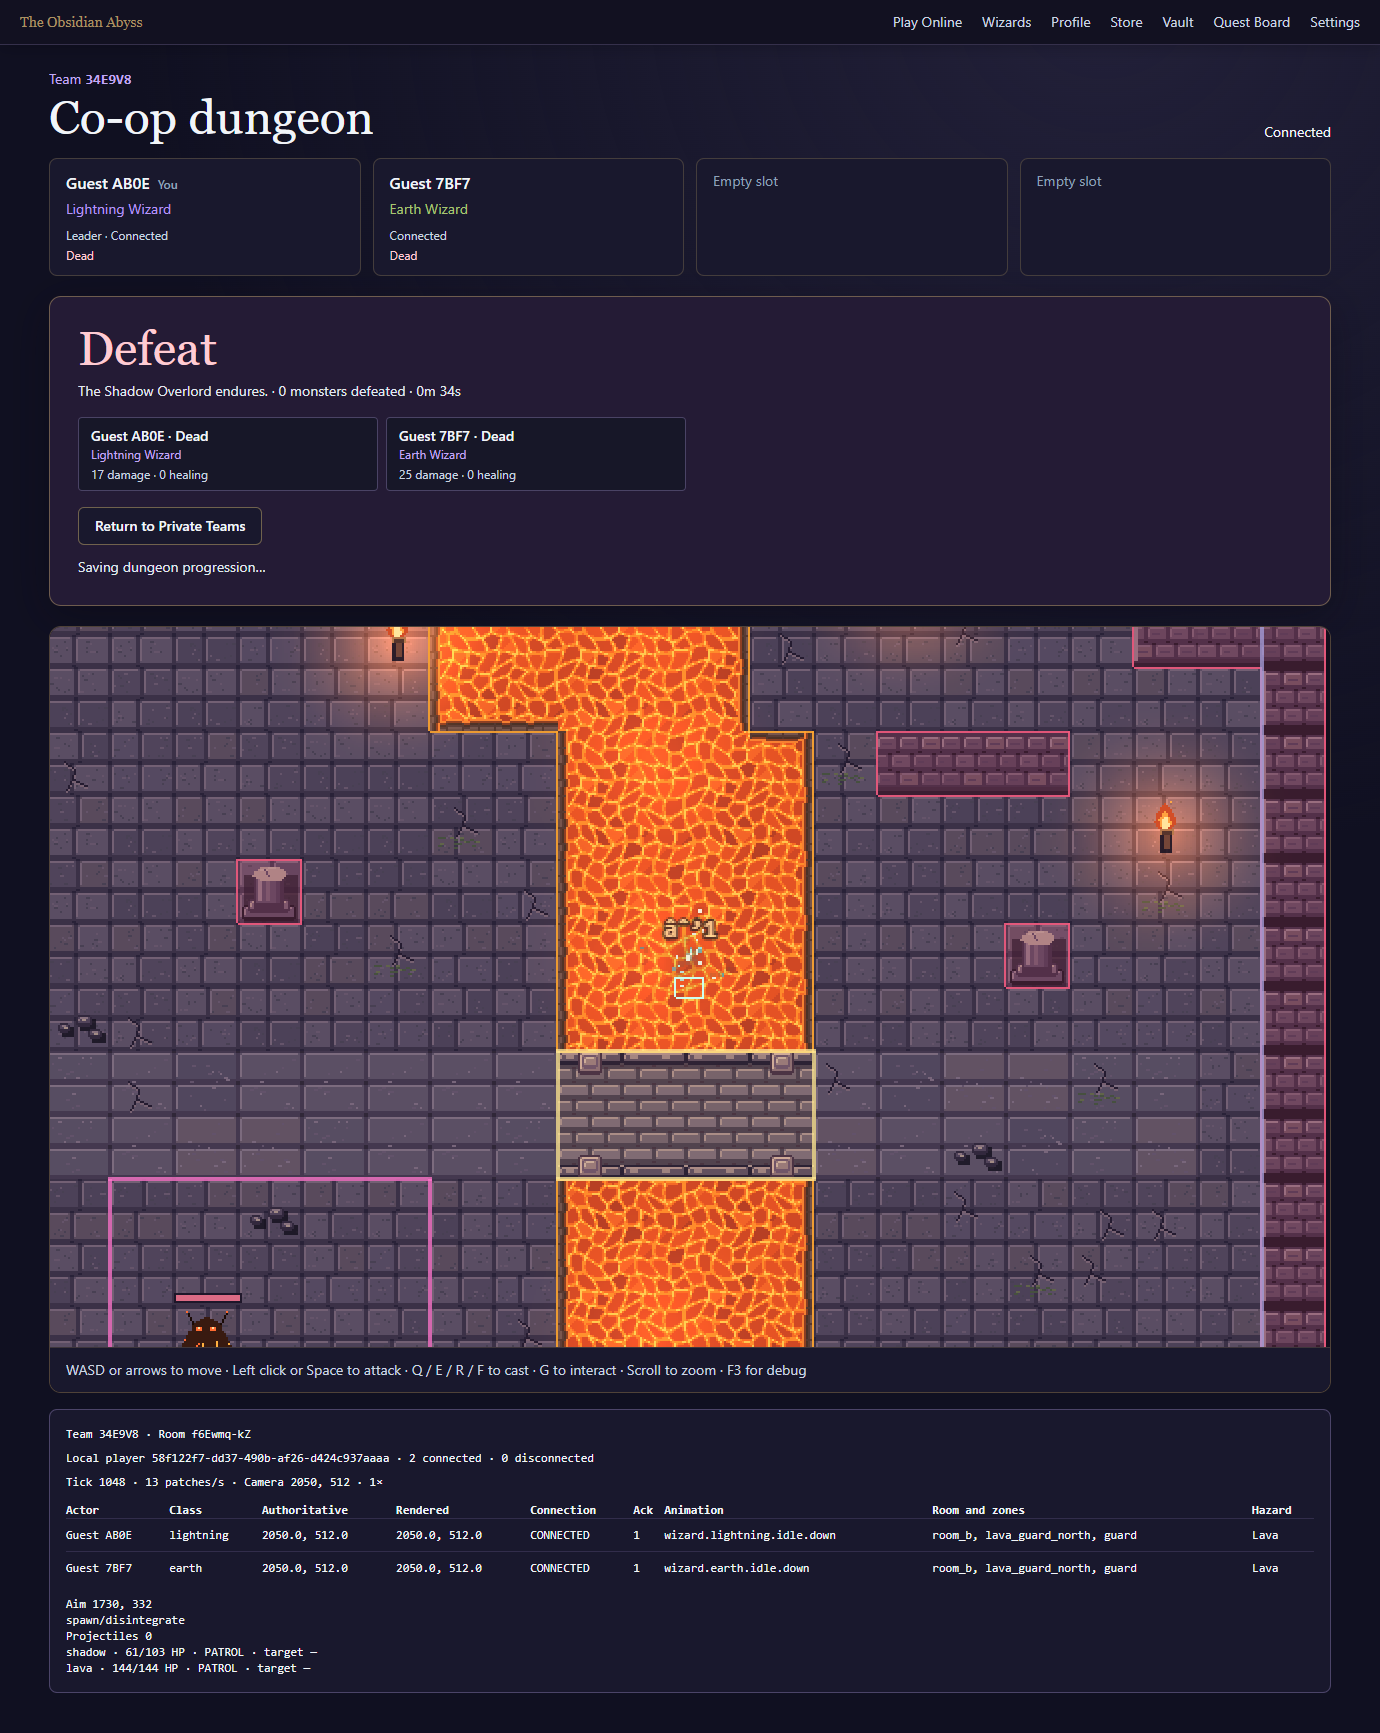 The Obsidian Abyss
Play Online Wizards Profile Store Vault Quest Board Settings
Team 34E9V8
Co-op dungeon
Connected
Guest AB0E You
Lightning Wizard
Leader · Connected
Dead
Guest 7BF7
Earth Wizard
Connected
Dead
Empty slot
Empty slot
Defeat
The Shadow Overlord endures. · 0 monsters defeated · 0m 34s
Guest AB0E · Dead
Lightning Wizard
17 damage · 0 healing
Guest 7BF7 · Dead
Earth Wizard
25 damage · 0 healing
Return to Private Teams
Saving dungeon progression...
WASD or arrows to move · Left click or Space to attack · Q / E / R / F to cast · G to interact · Scroll to zoom · F3 for debug
Team 34E9V8 · Room f6Ewmq-kZ
Local player 58f122f7-dd37-490b-af26-d424c937aaaa · 2 connected · 0 disconnected
Tick 1048 · 13 patches/s · Camera 2050, 512 · 1×
Actor Class Authoritative Rendered Connection Ack Animation Room and zones Hazard
Guest AB0E lightning 2050.0, 512.0 2050.0, 512.0 CONNECTED 1 wizard.lightning.idle.down room_b, lava_guard_north, guard Lava
Guest 7BF7 earth 2050.0, 512.0 2050.0, 512.0 CONNECTED 1 wizard.earth.idle.down room_b, lava_guard_north, guard Lava
Aim 1730, 332
spawn/disintegrate
Projectiles 0
shadow · 61/103 HP · PATROL · target —
lava · 144/144 HP · PATROL · target —